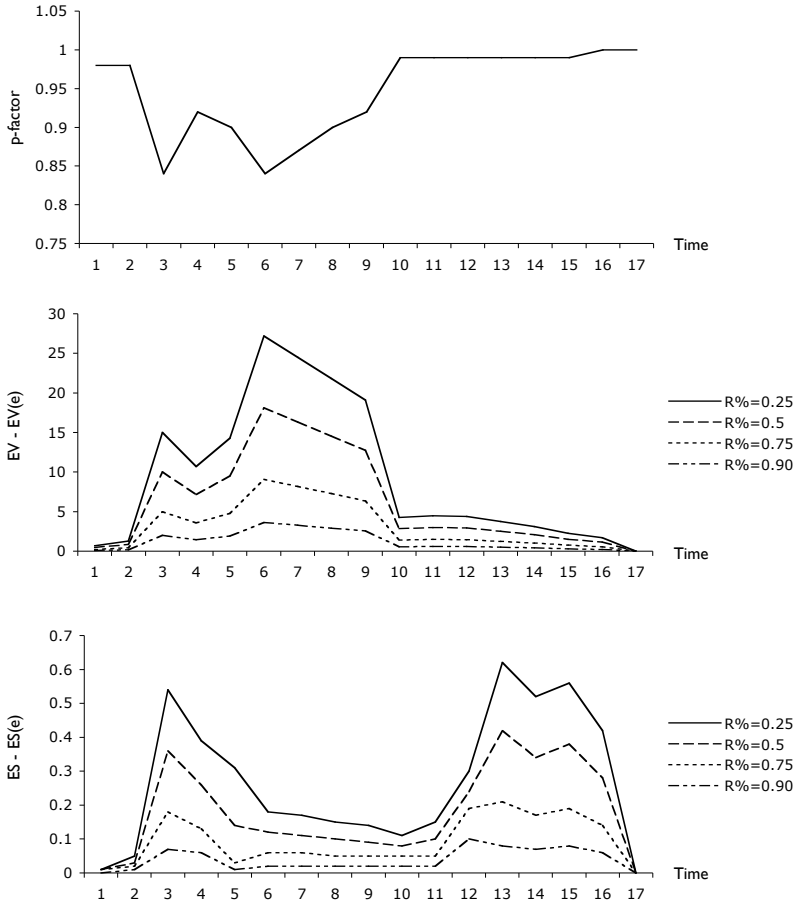 1.05
1
0.95
0.9
0.85
0.8
0.75
p-factor
1 2 3 4 5 6 7 8 9 10 11 12 13 14 15 16 17
Time
30
25
20
15
10
5
0
EV - EV(e)
1 2 3 4 5 6 7 8 9 10 11 12 13 14 15 16 17
Time
R%=0.25
R%=0.5
R%=0.75
R%=0.90
0.7
0.6
0.5
0.4
0.3
0.2
0.1
0
ES - ES(e)
1 2 3 4 5 6 7 8 9 10 11 12 13 14 15 16 17
Time
R%=0.25
R%=0.5
R%=0.75
R%=0.90